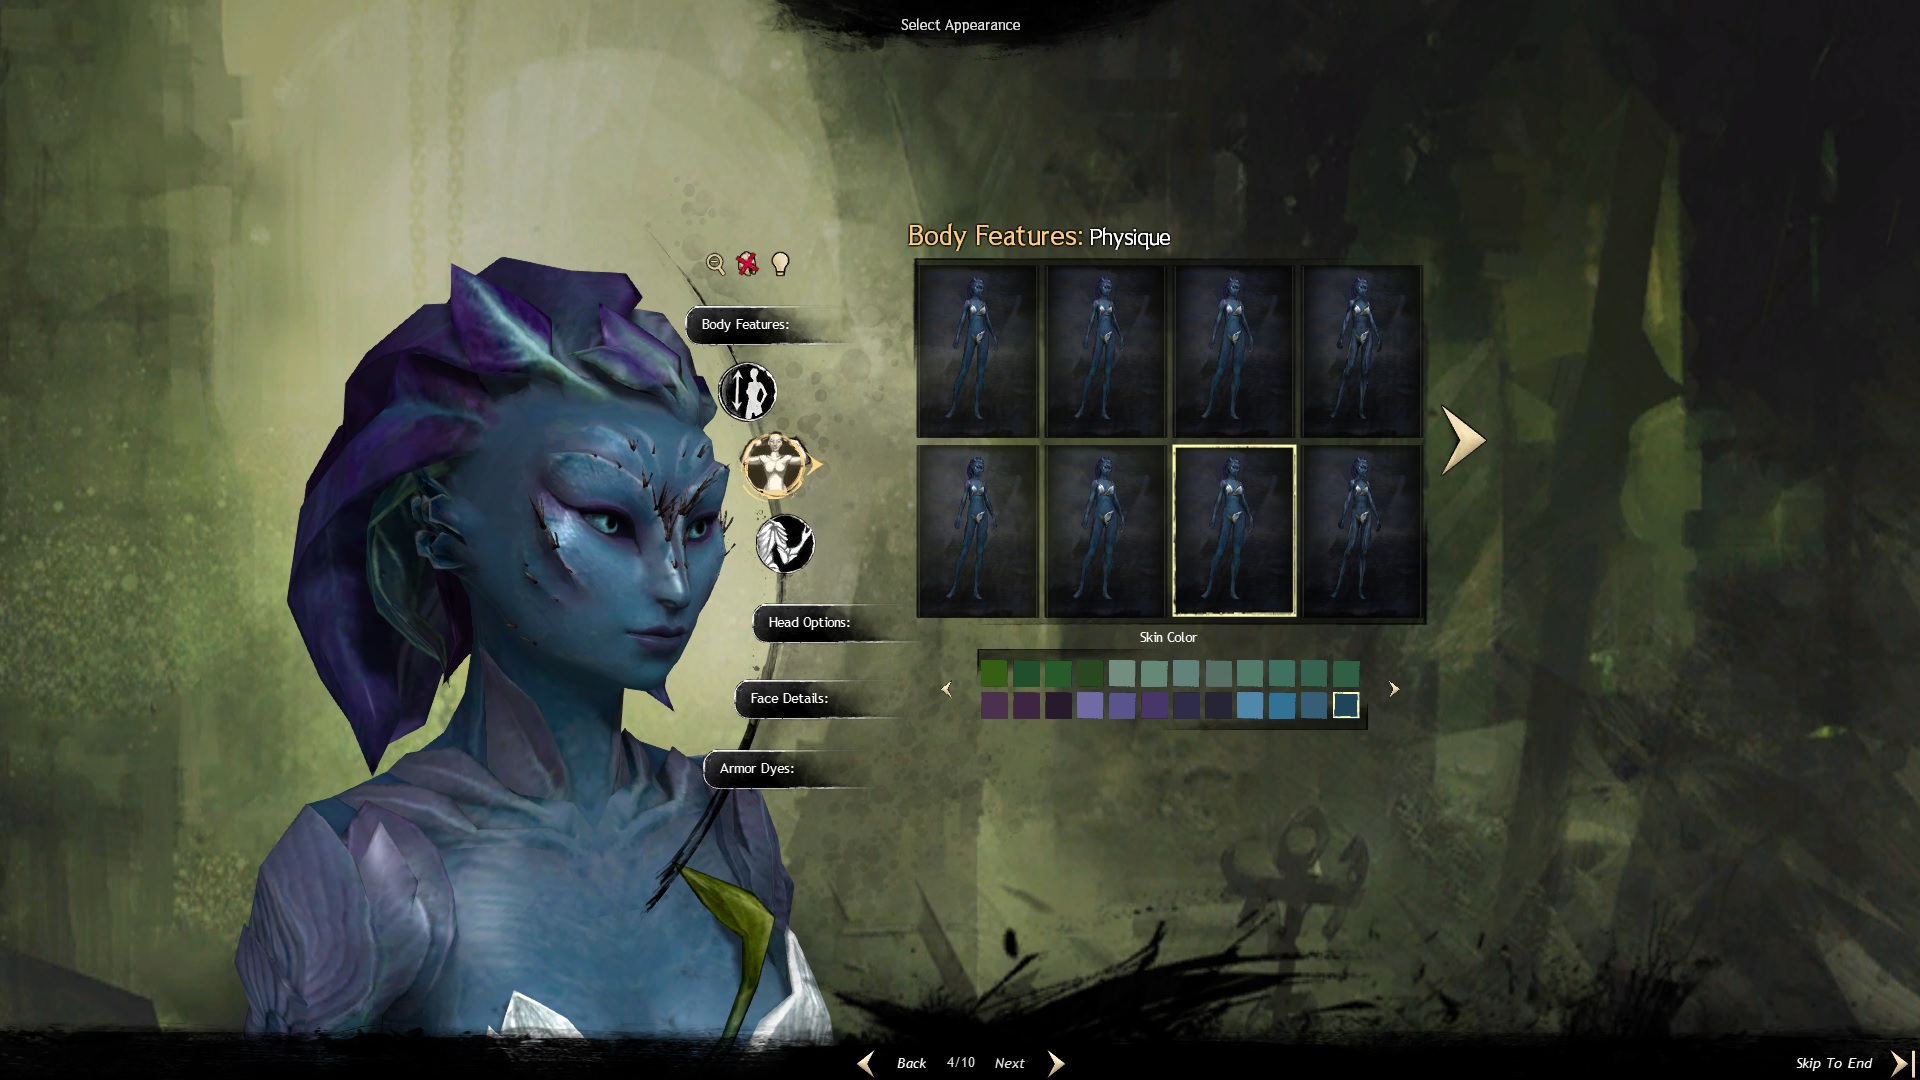 Select Appearance
Body Features: Physique
Body Features:
Head Options:
Skin Color
Face Details:
Armor Dyes:
Back 4/10 Next
Skip To End